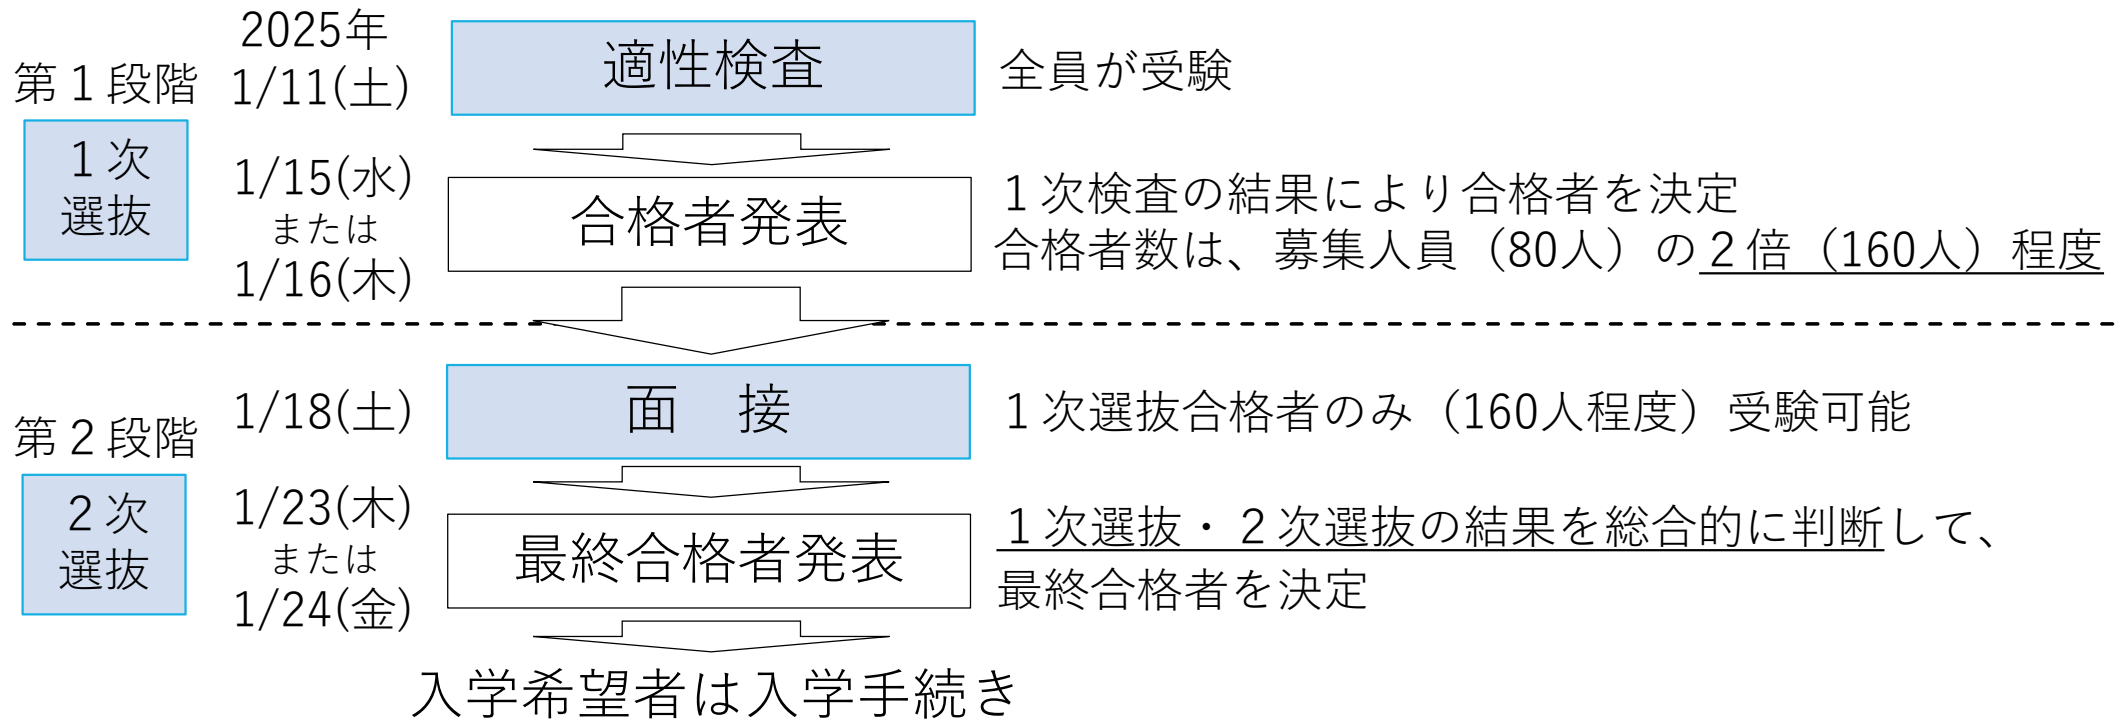 2025年
1/11(土)
適性検査
全員が受験
第１段階
１次
選抜
1/15(水)
または
1/16(木)
合格者発表
１次検査の結果により合格者を決定
合格者数は、募集人員（80人）の２倍（160人）程度
1/18(土)
面　接
１次選抜合格者のみ（160人程度）受験可能
第２段階
２次
選抜
1/23(木)
または
1/24(金)
最終合格者発表
１次選抜・２次選抜の結果を総合的に判断して、
最終合格者を決定
入学希望者は入学手続き